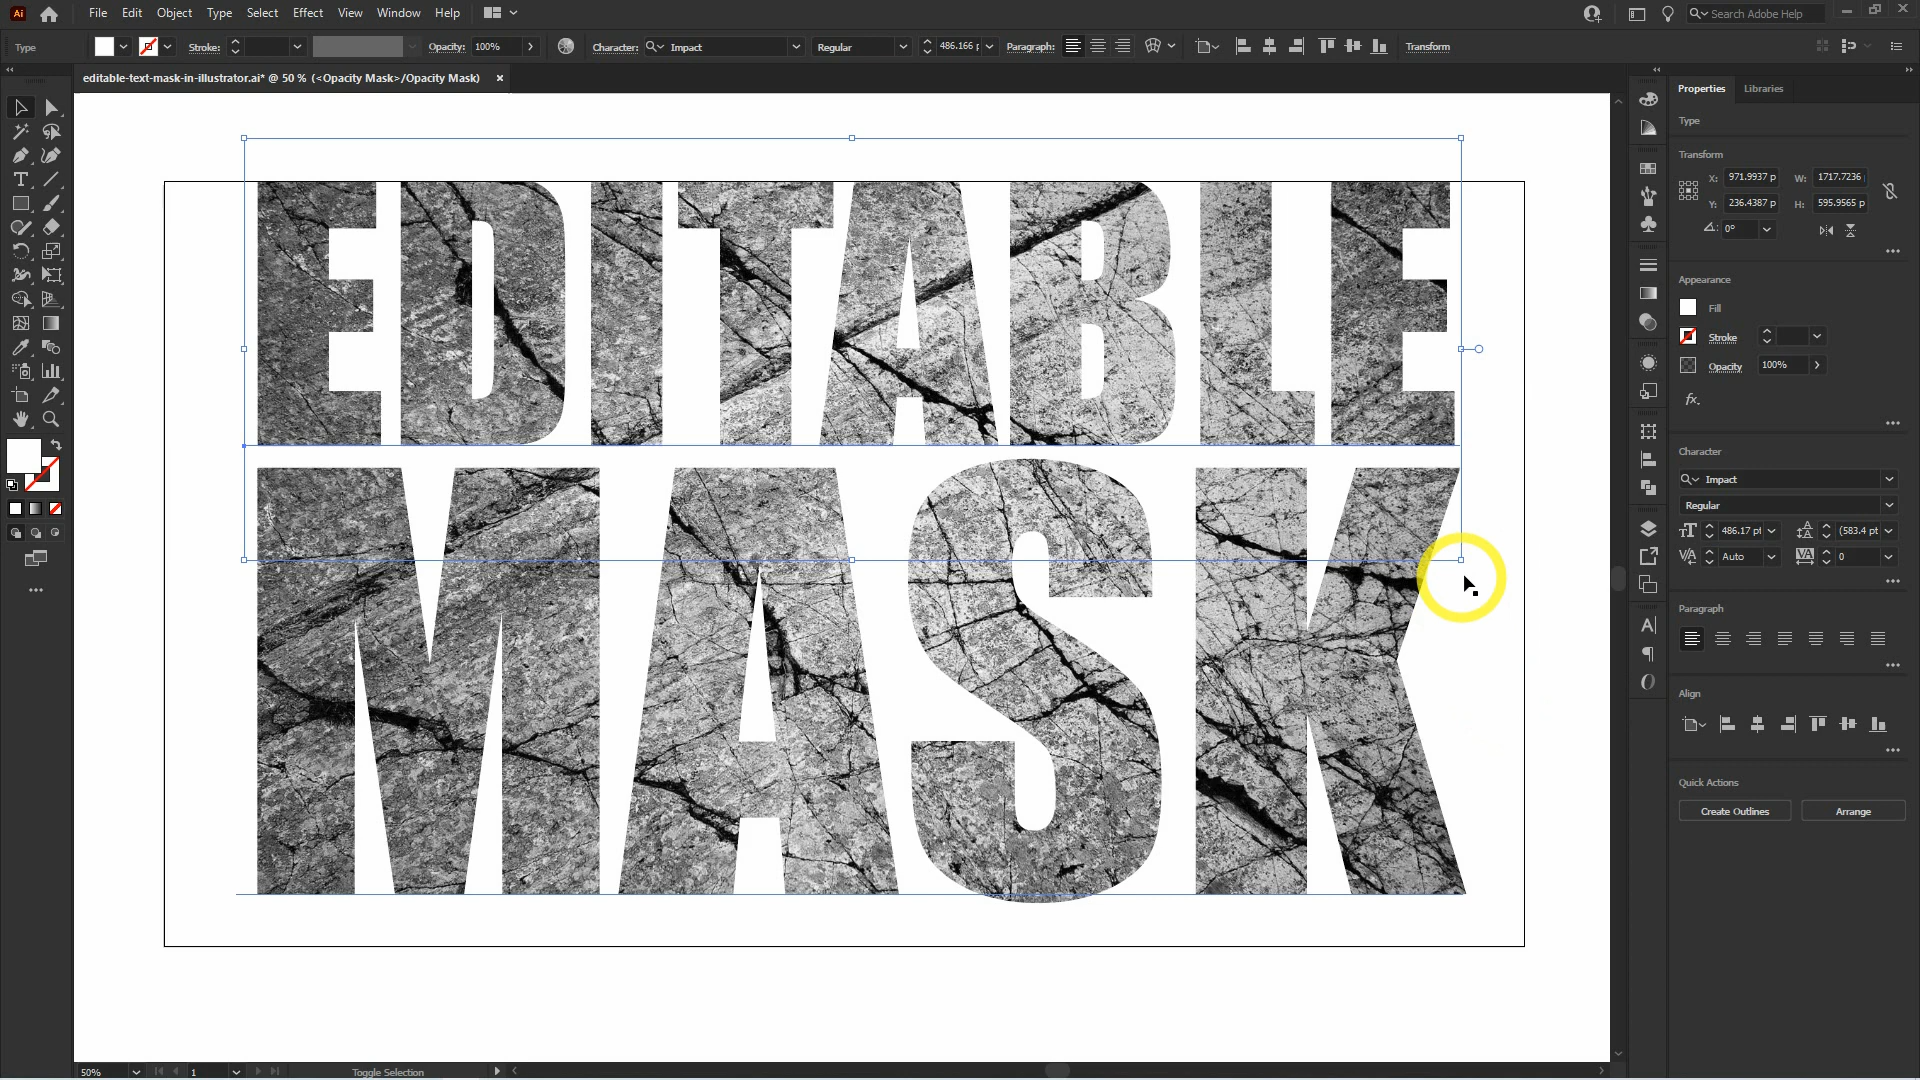 Ai File Edit Object Type Select Effect View Window Help Search Adobe Help
Type Stroke: Opacity: 100% Character: Impact Regular 486.166 p Paragraph: Transform
editable-text-mask-in-illustrator.ai* @ 50 % (<Opacity Mask>/Opacity Mask) ×
EDITABLE
MASK
Properties Libraries
Type
Transform
X: 971.9937 p W: 1717.7236
Y: 236.4387 p H: 595.9565 p
0°
Appearance
Fill
Stroke
Opacity 100%
fx.
Character
Impact
Regular
486.17 pt (583.4 pt
Auto 0
Paragraph
Align
Quick Actions
Create Outlines Arrange
50% 1 Toggle Selection